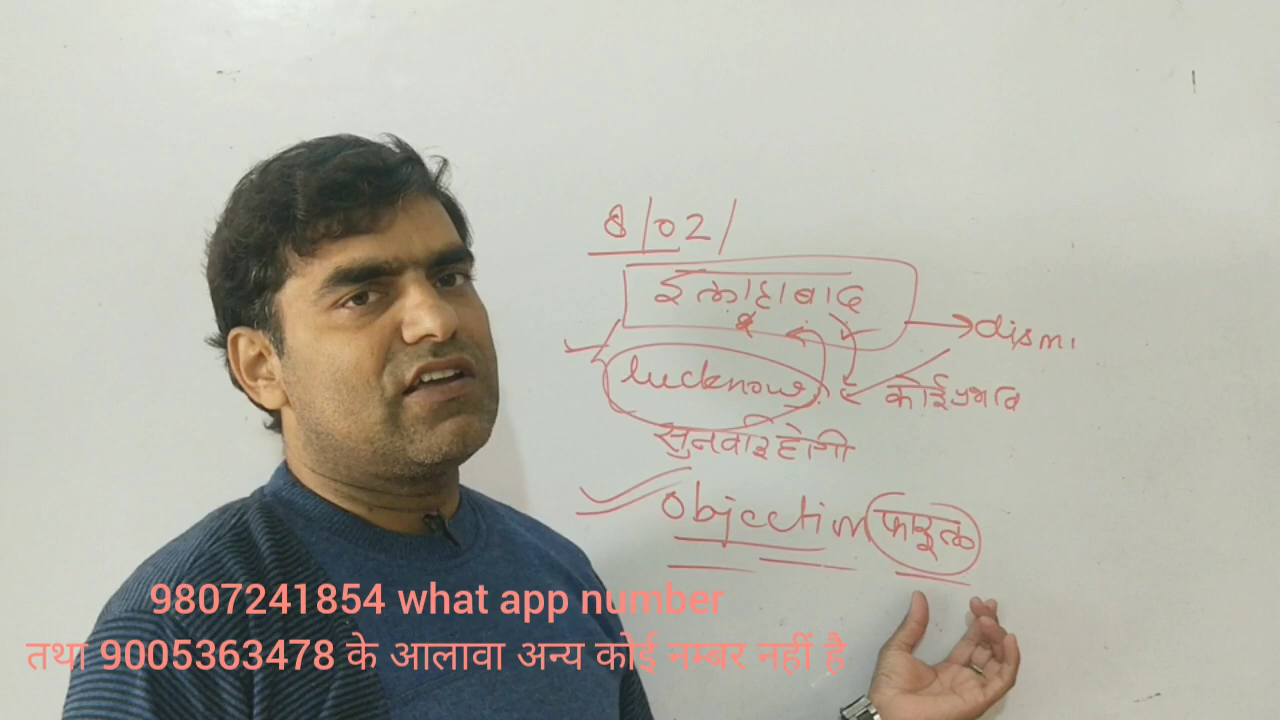 8/02/
इलाहाबाद
→ dism.
lucknow
कोई प्रभाव
सुनवाई होगी
objection फाइल
9807241854 what app number
तथा 9005363478 के आलावा अन्य कोई नम्बर नहीं है